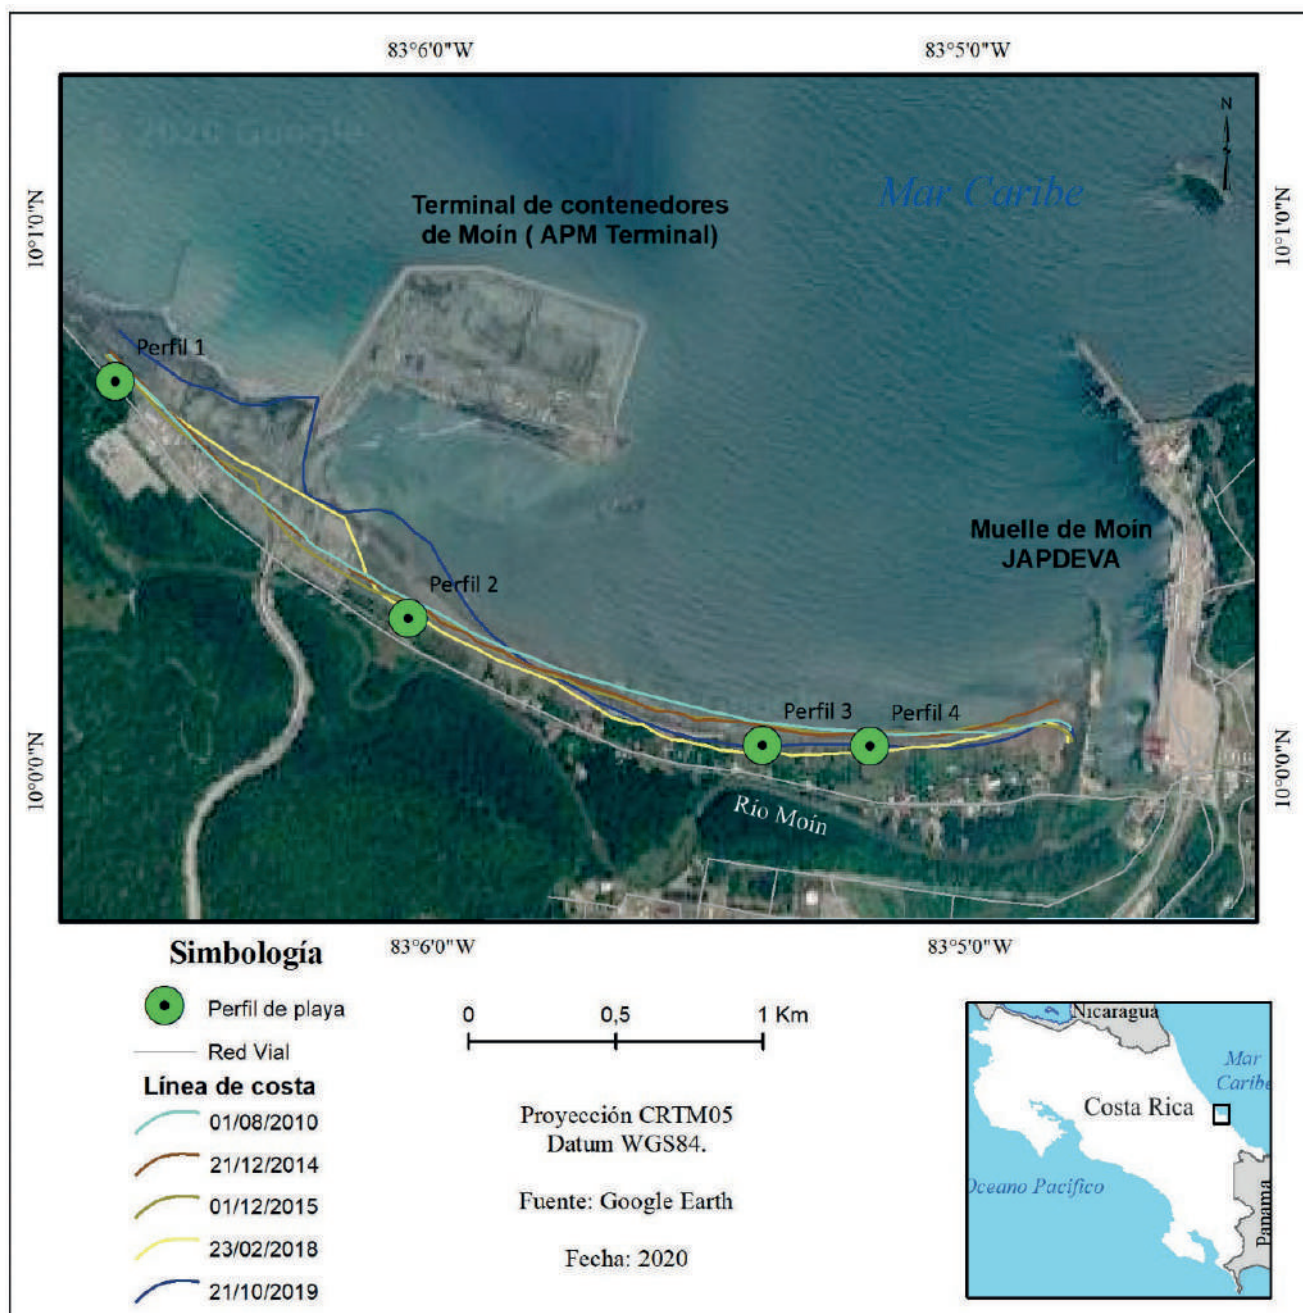 83°6'0"W
83°5'0"W
© 2020 Google
N
Mar Caribe
Terminal de contenedores
de Moín ( APM Terminal)
10°1'0"N
10°1'0"N
Perfil 1
Muelle de Moín
JAPDEVA
Perfil 2
Perfil 3
Perfil 4
10°0'0"N
10°0'0"N
Río Moín
83°6'0"W
83°5'0"W
Simbología
Perfil de playa
Red Vial
Línea de costa
01/08/2010
21/12/2014
01/12/2015
23/02/2018
21/10/2019
0 0,5 1 Km
Proyección CRTM05
Datum WGS84.
Fuente: Google Earth
Fecha: 2020
Nicaragua
Mar
Caribe
Costa Rica
Oceano Pacifico
Panama